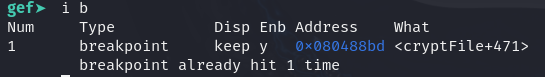 gef➤ i b
Num     Type           Disp Enb Address    What
1       breakpoint     keep y   0x080488bd <cryptFile+471>
        breakpoint already hit 1 time